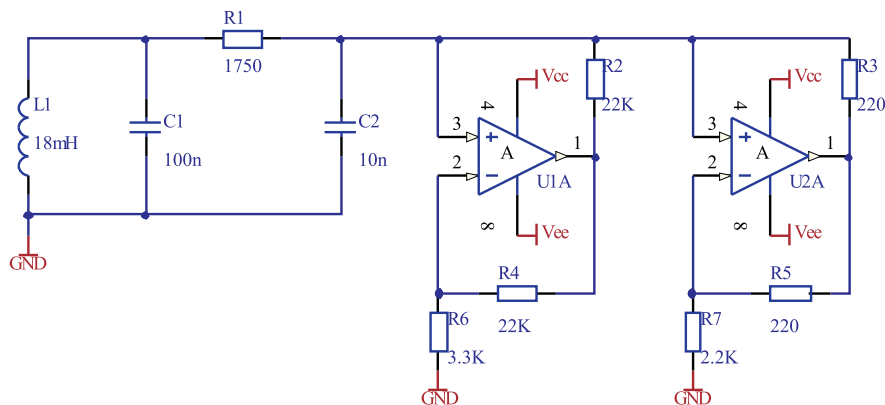 R1
1750
L1
18mH
C1
100n
C2
10n
GND
Vcc
4
3
2
A
1
U1A
8
Vee
R2
22K
R4
22K
R6
3.3K
GND
Vcc
4
3
2
A
1
U2A
8
Vee
R3
220
R5
220
R7
2.2K
GND